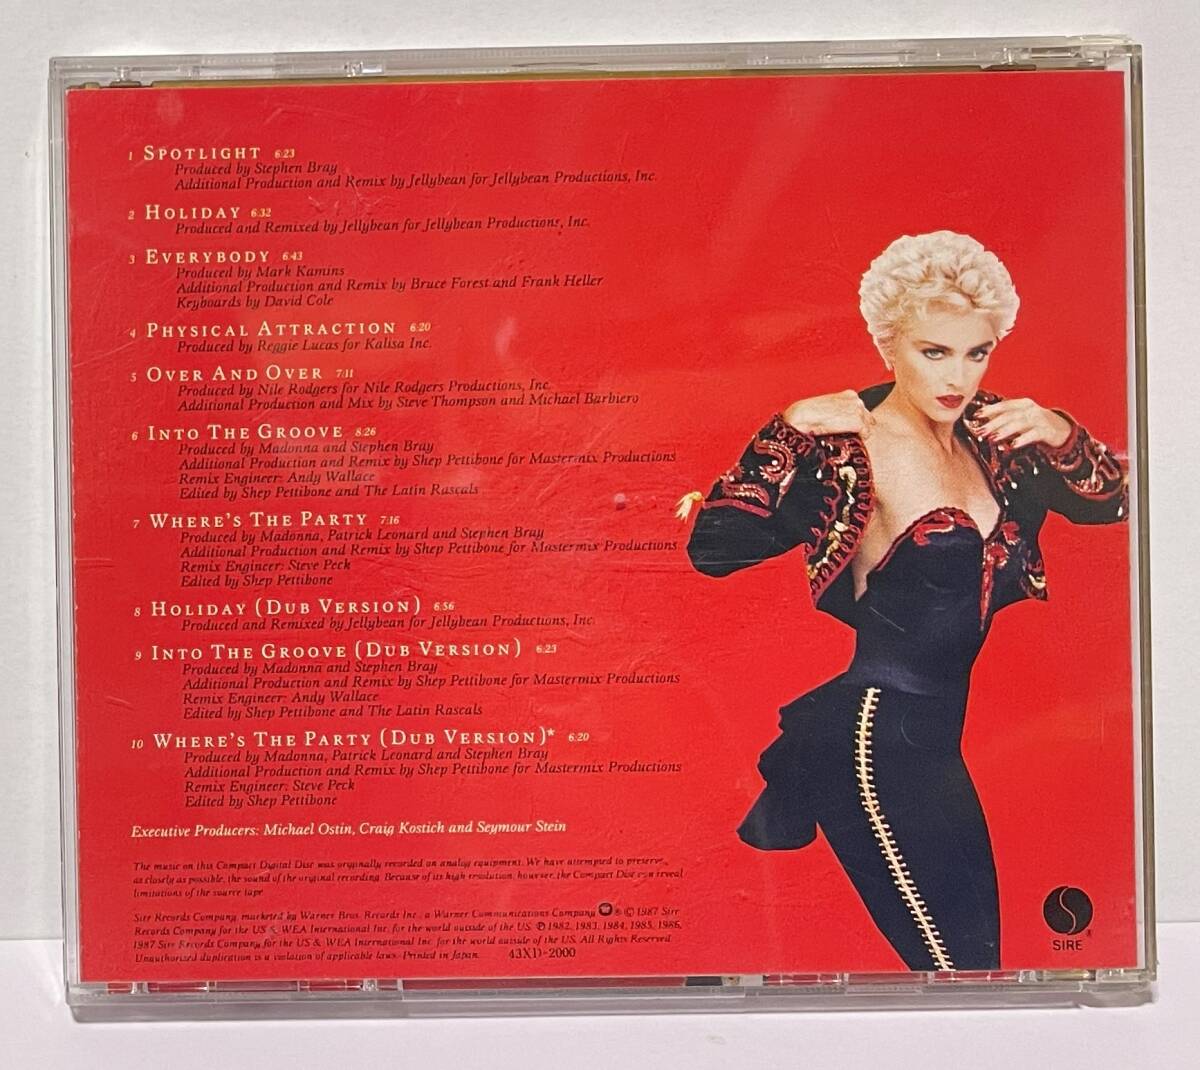 1 SPOTLIGHT 6:23
Produced by Stephen Bray
Additional Production and Remix by Jellybean for Jellybean Productions, Inc.
2 HOLIDAY 6:32
Produced and Remixed by Jellybean for Jellybean Productions, Inc.
3 EVERYBODY 6:43
Produced by Mark Kamins
Additional Production and Remix by Bruce Forest and Frank Heller
Keyboards by David Cole
4 PHYSICAL ATTRACTION 6:20
Produced by Reggie Lucas for Kalisa Inc.
5 OVER AND OVER 7:11
Produced by Nile Rodgers for Nile Rodgers Productions, Inc.
Additional Production and Mix by Steve Thompson and Michael Barbiero
6 INTO THE GROOVE 8:26
Produced by Madonna and Stephen Bray
Additional Production and Remix by Shep Pettibone for Mastermix Productions
Remix Engineer: Andy Wallace
Edited by Shep Pettibone and The Latin Rascals
7 WHERE'S THE PARTY 7:16
Produced by Madonna, Patrick Leonard and Stephen Bray
Additional Production and Remix by Shep Pettibone for Mastermix Productions
Remix Engineer: Steve Peck
Edited by Shep Pettibone
8 HOLIDAY (DUB VERSION) 6:56
Produced and Remixed by Jellybean for Jellybean Productions, Inc.
9 INTO THE GROOVE (DUB VERSION) 6:23
Produced by Madonna and Stephen Bray
Additional Production and Remix by Shep Pettibone for Mastermix Productions
Remix Engineer: Andy Wallace
Edited by Shep Pettibone and The Latin Rascals
10 WHERE'S THE PARTY (DUB VERSION)* 6:20
Produced by Madonna, Patrick Leonard and Stephen Bray
Additional Production and Remix by Shep Pettibone for Mastermix Productions
Remix Engineer: Steve Peck
Edited by Shep Pettibone
Executive Producers: Michael Ostin, Craig Kostich and Seymour Stein
The music on this Compact Digital Disc was originally recorded on analog equipment. We have attempted to preserve,
as closely as possible, the sound of the original recording. Because of its high resolution, however, the Compact Disc can reveal
limitations of the source tape.
Sire Records Company, marketed by Warner Bros. Records Inc., a Warner Communications Company ® © 1987 Sire
Records Company for the US & WEA International Inc. for the world outside of the US. ℗ 1982, 1983, 1984, 1985, 1986,
1987 Sire Records Company for the US & WEA International Inc. for the world outside of the US. All Rights Reserved.
Unauthorized duplication is a violation of applicable laws. Printed in Japan. 43XD-2000
SIRE ®